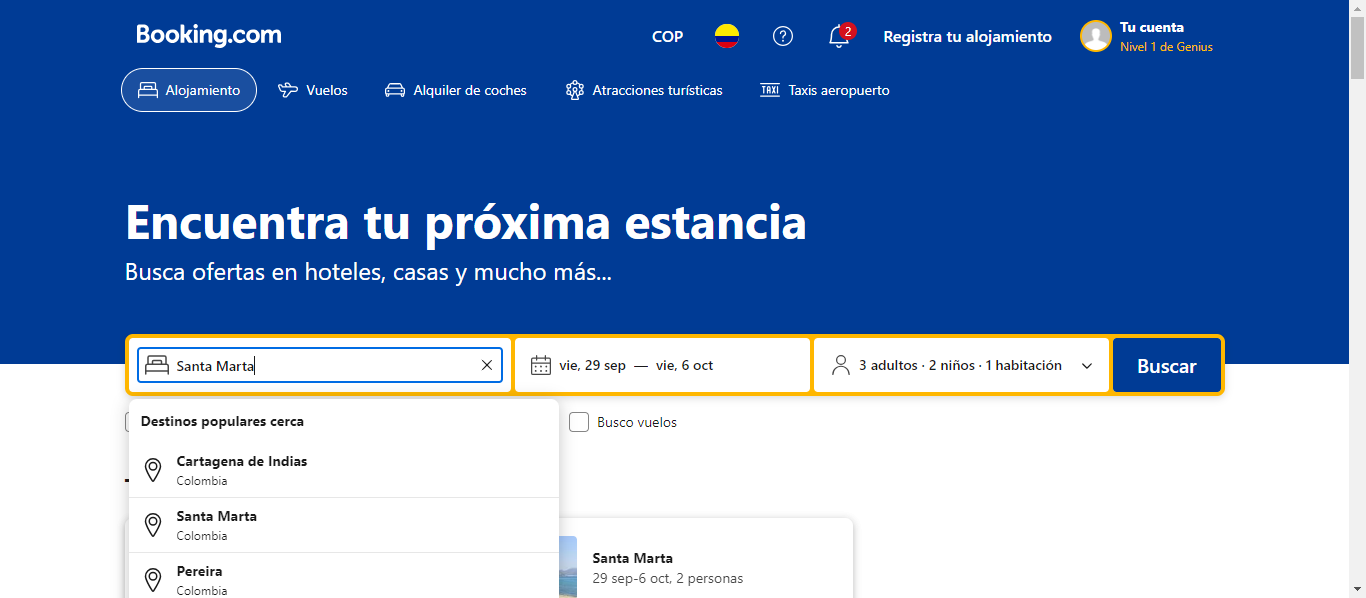 Booking.com
COP
2
Registra tu alojamiento
Tu cuenta
Nivel 1 de Genius
Alojamiento
Vuelos
Alquiler de coches
Atracciones turísticas
TAXI
Taxis aeropuerto
Encuentra tu próxima estancia
Busca ofertas en hoteles, casas y mucho más...
Santa Marta
vie, 29 sep — vie, 6 oct
3 adultos · 2 niños · 1 habitación
Buscar
Destinos populares cerca
Busco vuelos
Cartagena de Indias
Colombia
Santa Marta
Colombia
Pereira
Colombia
Santa Marta
29 sep-6 oct, 2 personas